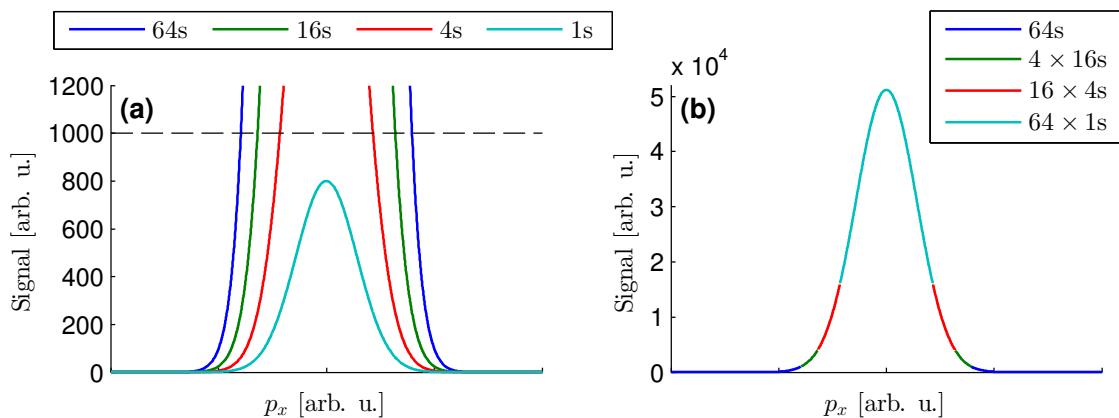 64s 16s 4s 1s
(a)
1200
1000
800
600
400
200
0
Signal [arb. u.]
p_x [arb. u.]
64s
4 × 16s
16 × 4s
64 × 1s
x 10^4
(b)
5
4
3
2
1
0
Signal [arb. u.]
p_x [arb. u.]